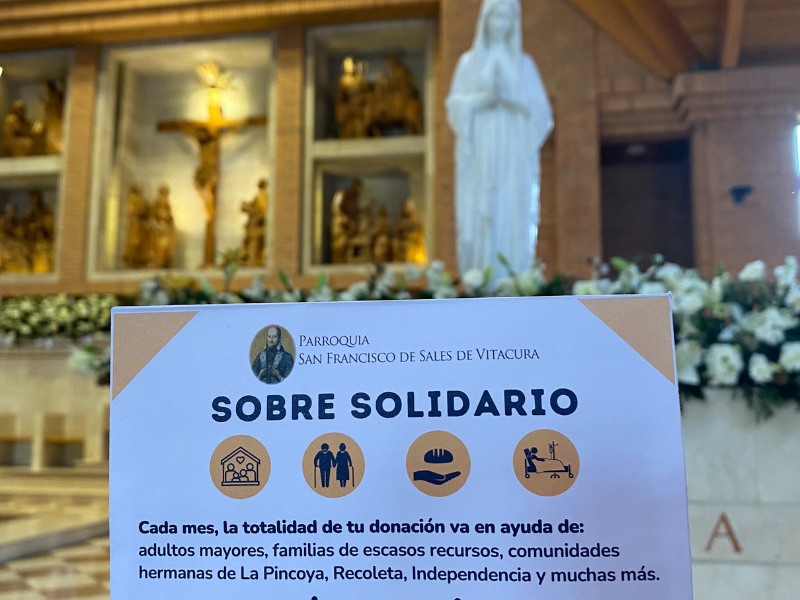 PARROQUIA
SAN FRANCISCO DE SALES DE VITACURA
SOBRE SOLIDARIO
Cada mes, la totalidad de tu donación va en ayuda de:
adultos mayores, familias de escasos recursos, comunidades
hermanas de La Pincoya, Recoleta, Independencia y muchas más.
A